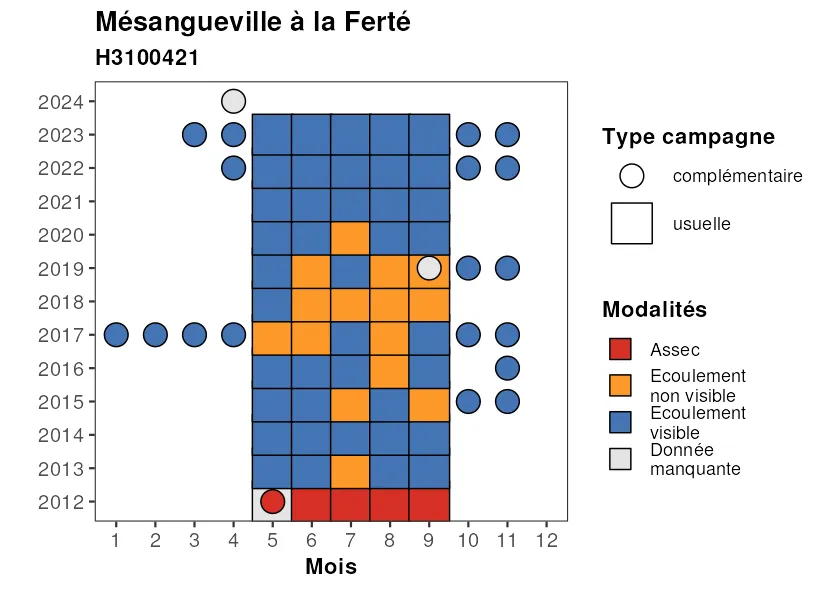 Mésangueville à la Ferté
H3100421
2024
2023
2022
2021
2020
2019
2018
2017
2016
2015
2014
2013
2012
1 2 3 4 5 6 7 8 9 10 11 12
Mois
Type campagne
complémentaire
usuelle
Modalités
Assec
Ecoulement
non visible
Ecoulement
visible
Donnée
manquante